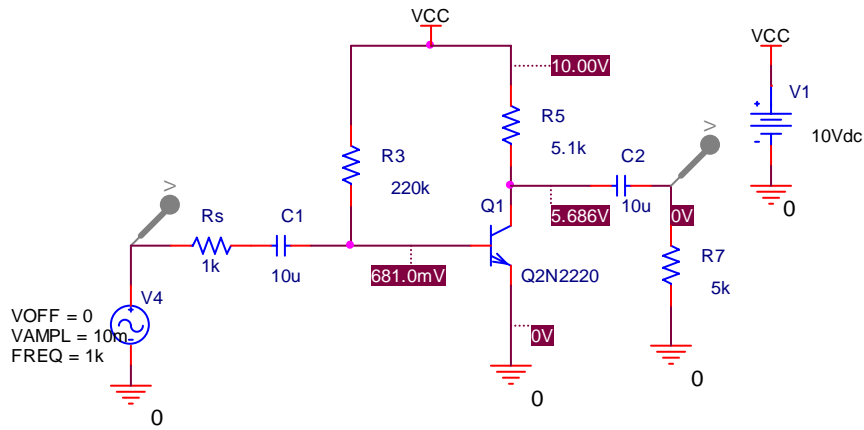 VCC
10.00V
VCC
V1
10Vdc
0
R5
5.1k
R3
220k
C2
10u
0V
V
V
Rs
1k
C1
10u
Q1
5.686V
681.0mV
Q2N2220
R7
5k
V4
VOFF = 0
VAMPL = 10m
FREQ = 1k
0V
0
0
0